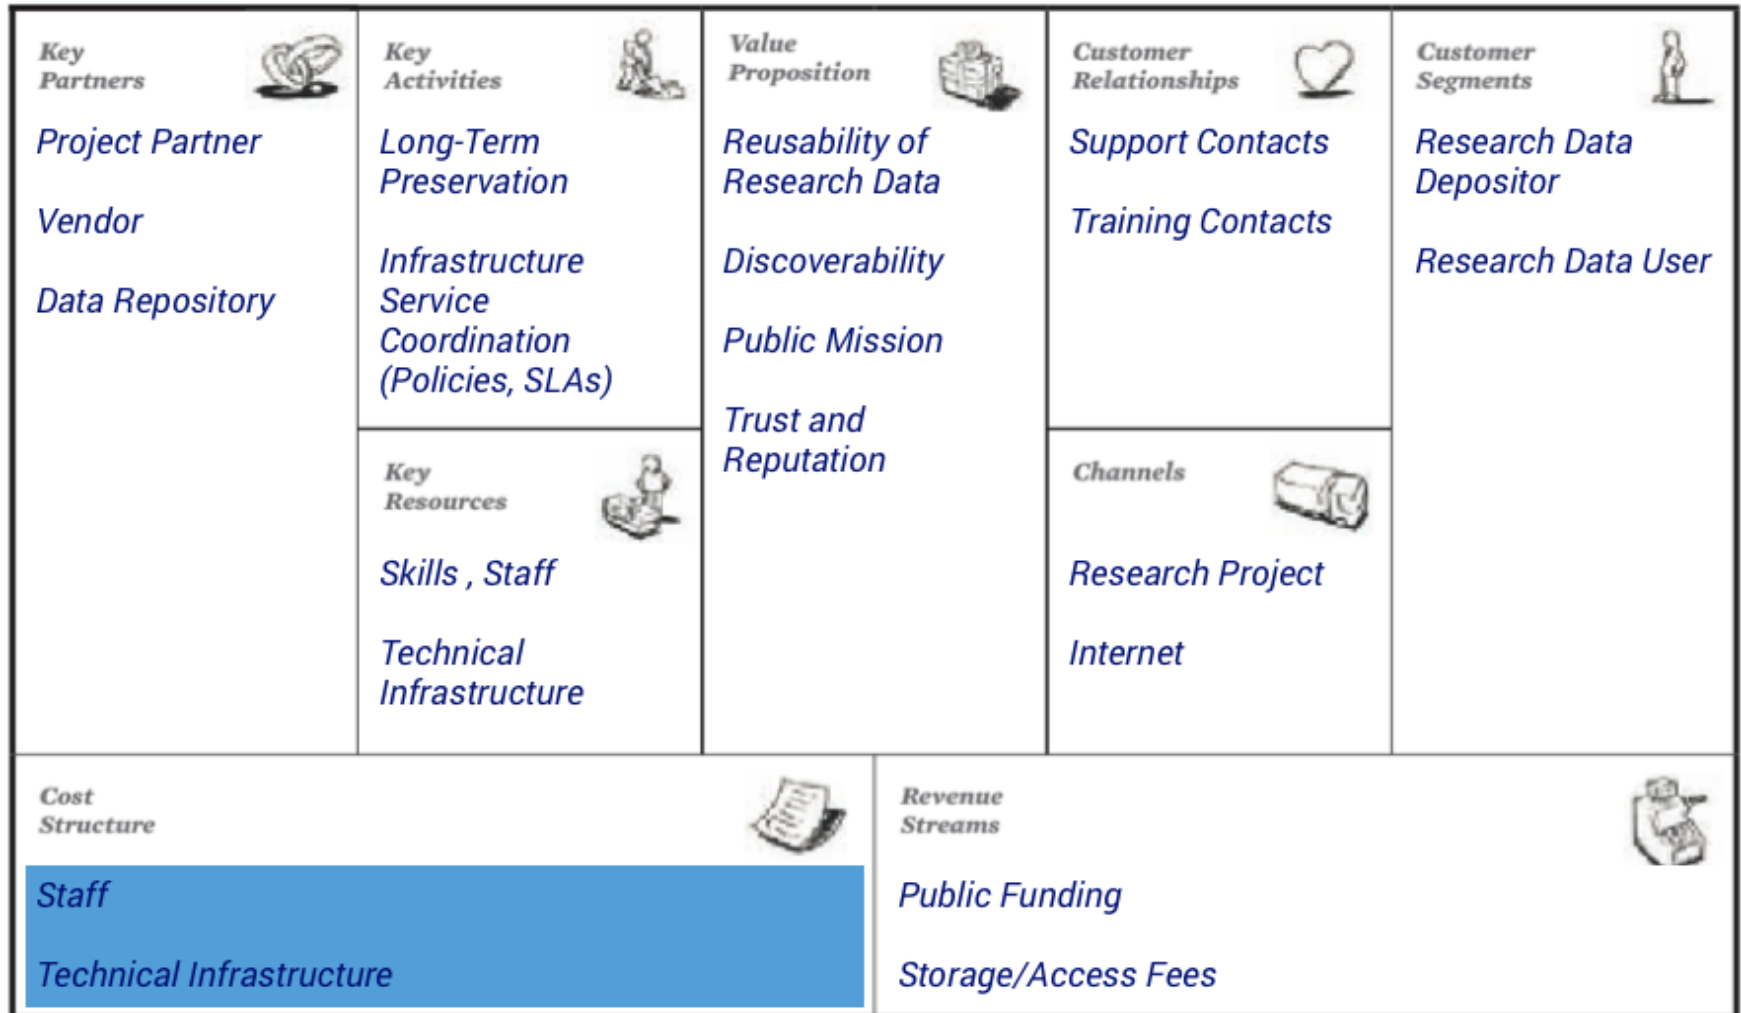 Key
Partners
Project Partner
Vendor
Data Repository
Key
Activities
Long-Term
Preservation
Infrastructure
Service
Coordination
(Policies, SLAs)
Key
Resources
Skills , Staff
Technical
Infrastructure
Value
Proposition
Reusability of
Research Data
Discoverability
Public Mission
Trust and
Reputation
Customer
Relationships
Support Contacts
Training Contacts
Channels
Research Project
Internet
Customer
Segments
Research Data
Depositor
Research Data User
Cost
Structure
Staff
Technical Infrastructure
Revenue
Streams
Public Funding
Storage/Access Fees